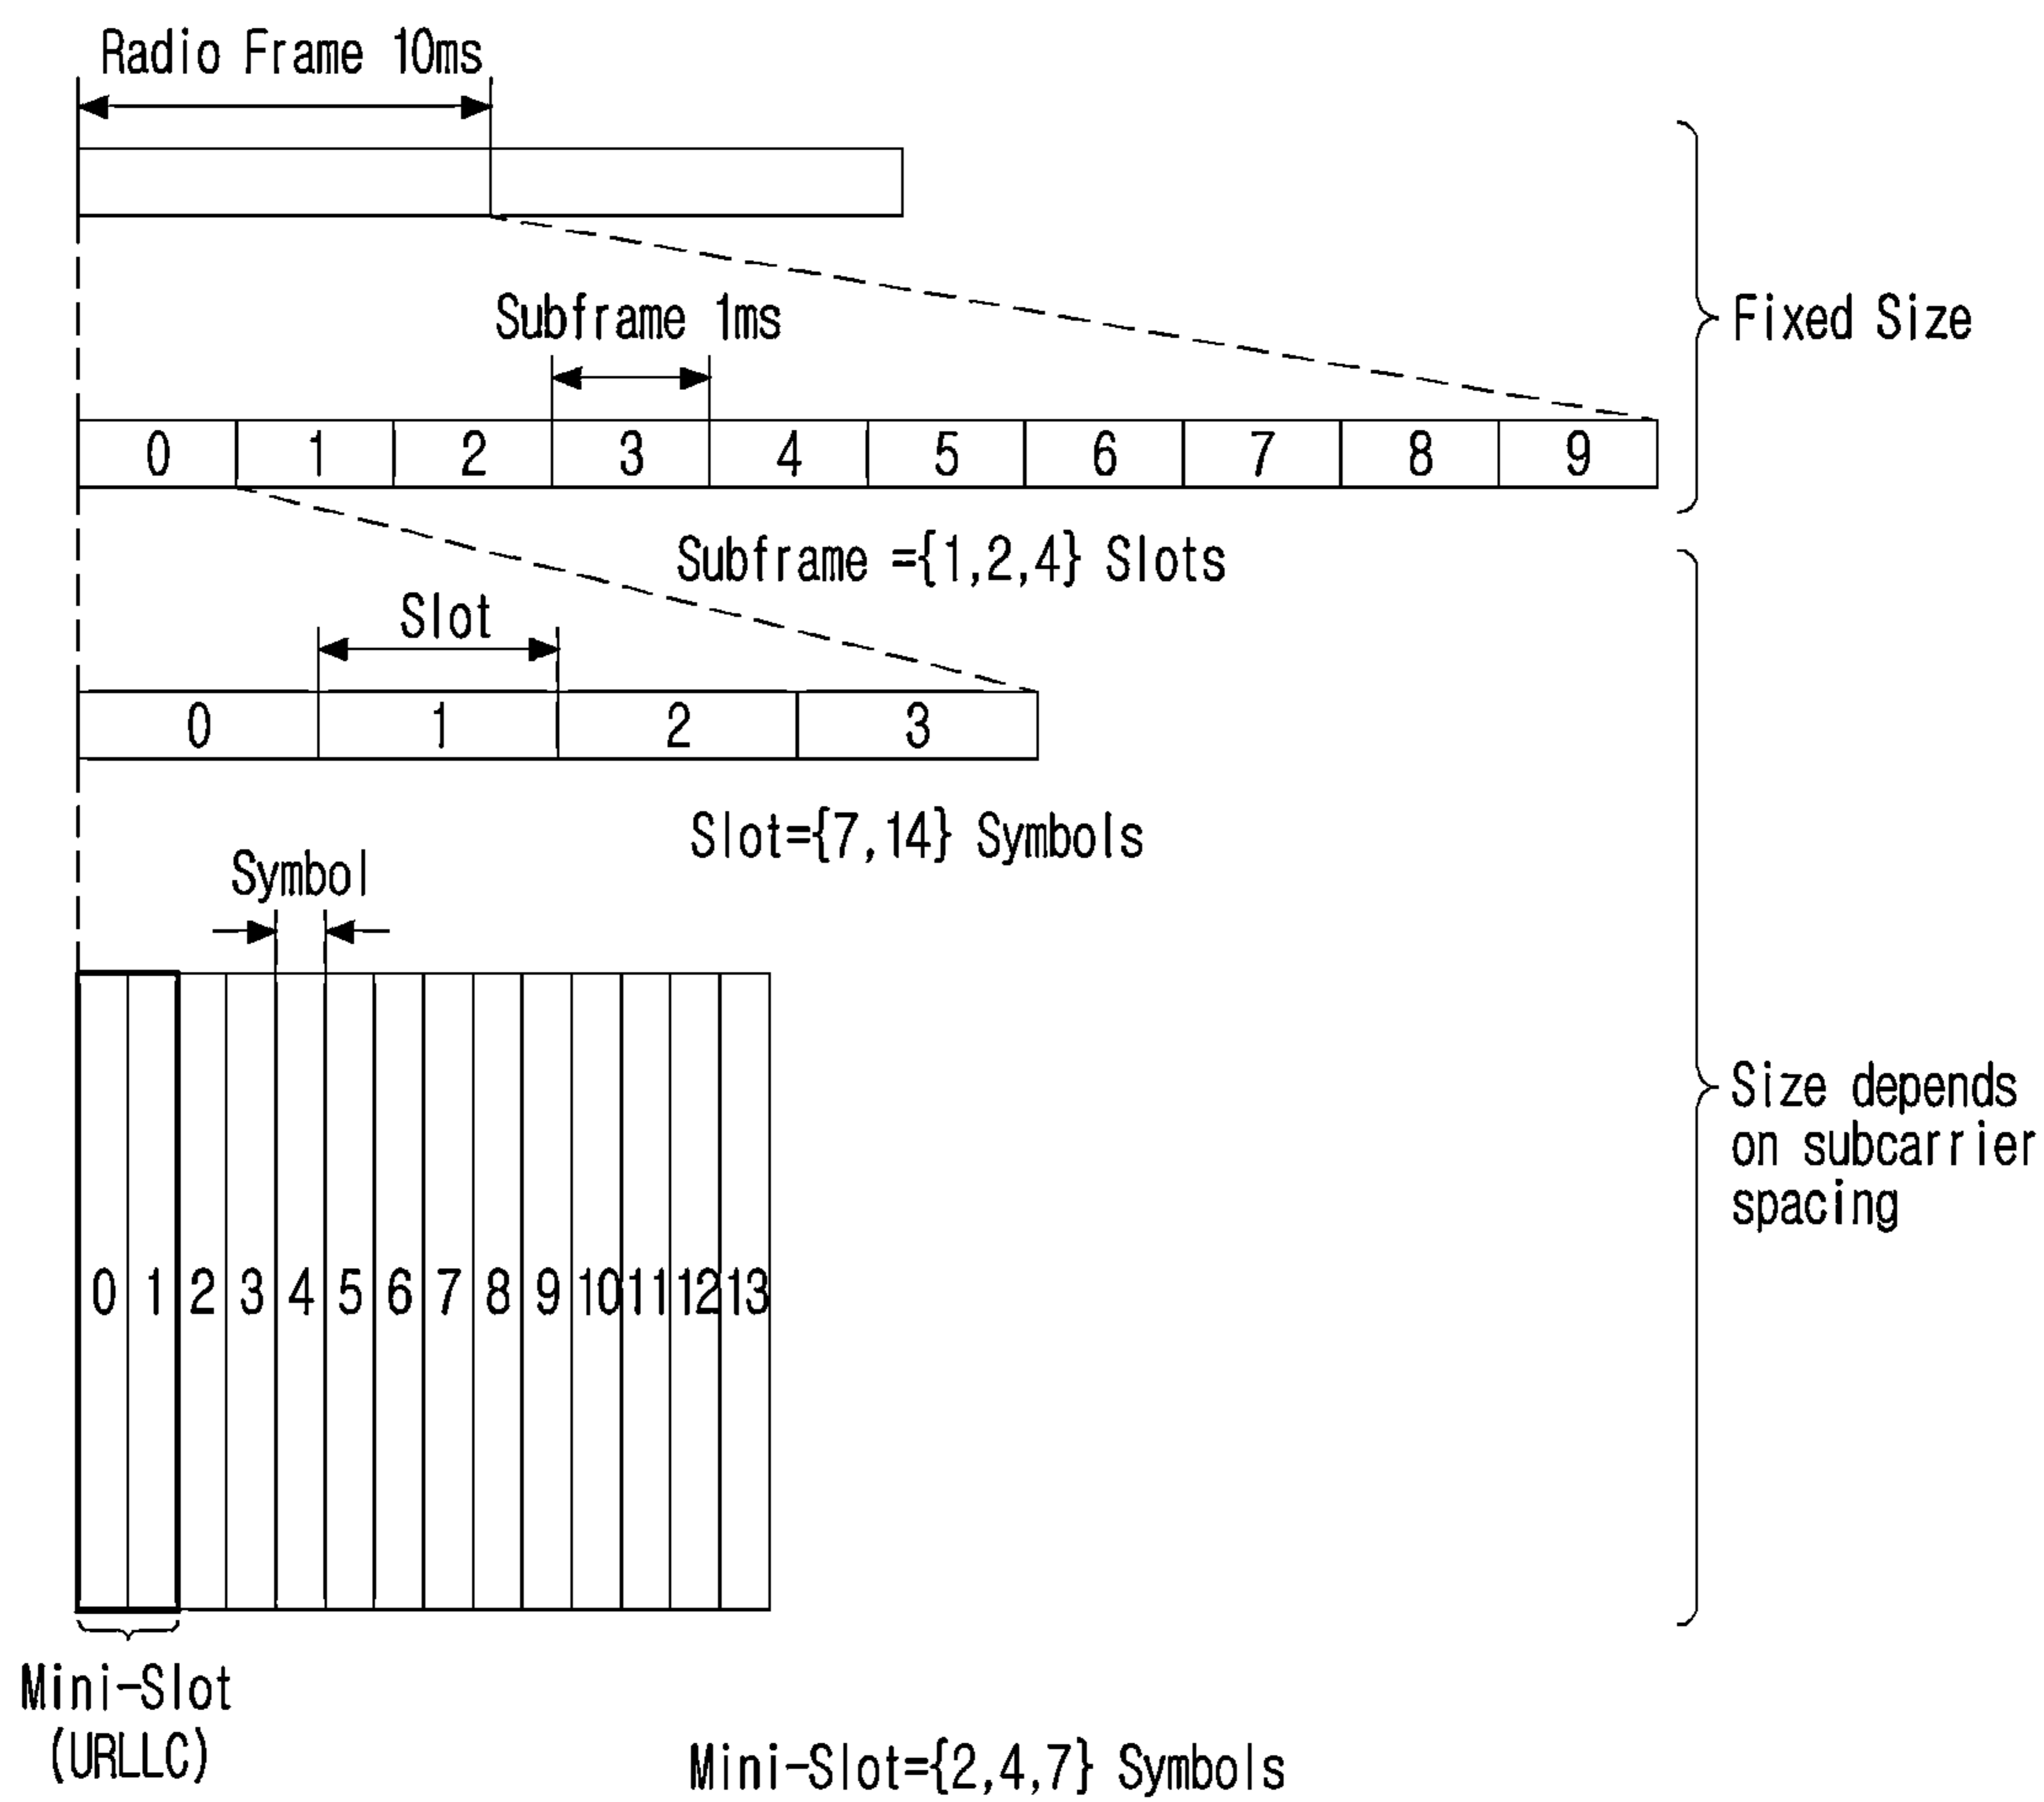 Radio Frame 10ms
Fixed Size
Subframe 1ms
0 1 2 3 4 5 6 7 8 9
Subframe ={1,2,4} Slots
Slot
0 1 2 3
Slot={7,14} Symbols
Symbol
Size depends
on subcarrier
spacing
0 1 2 3 4 5 6 7 8 9 10 11 12 13
Mini-Slot
(URLLC)
Mini-Slot={2,4,7} Symbols